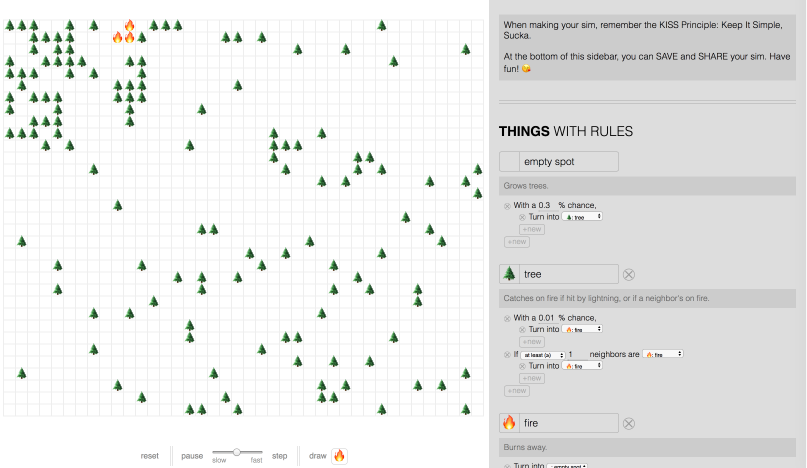 When making your sim, remember the KISS Principle: Keep It Simple,
Sucka.
At the bottom of this sidebar, you can SAVE and SHARE your sim. Have
fun!
THINGS WITH RULES
empty spot
Grows trees.
With a 0.3 % chance,
Turn into : tree
+new
+new
tree
Catches on fire if hit by lightning, or if a neighbor's on fire.
With a 0.01 % chance,
Turn into : fire
+new
If at least (≥) 1 neighbors are : fire
Turn into : fire
+new
+new
fire
Burns away.
Turn into : empty spot
reset pause slow fast step draw